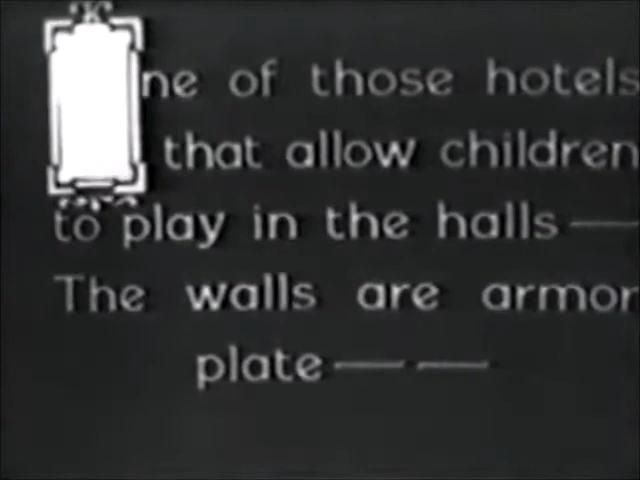 ne of those hotels
that allow children
to play in the halls —
The walls are armor
plate — —